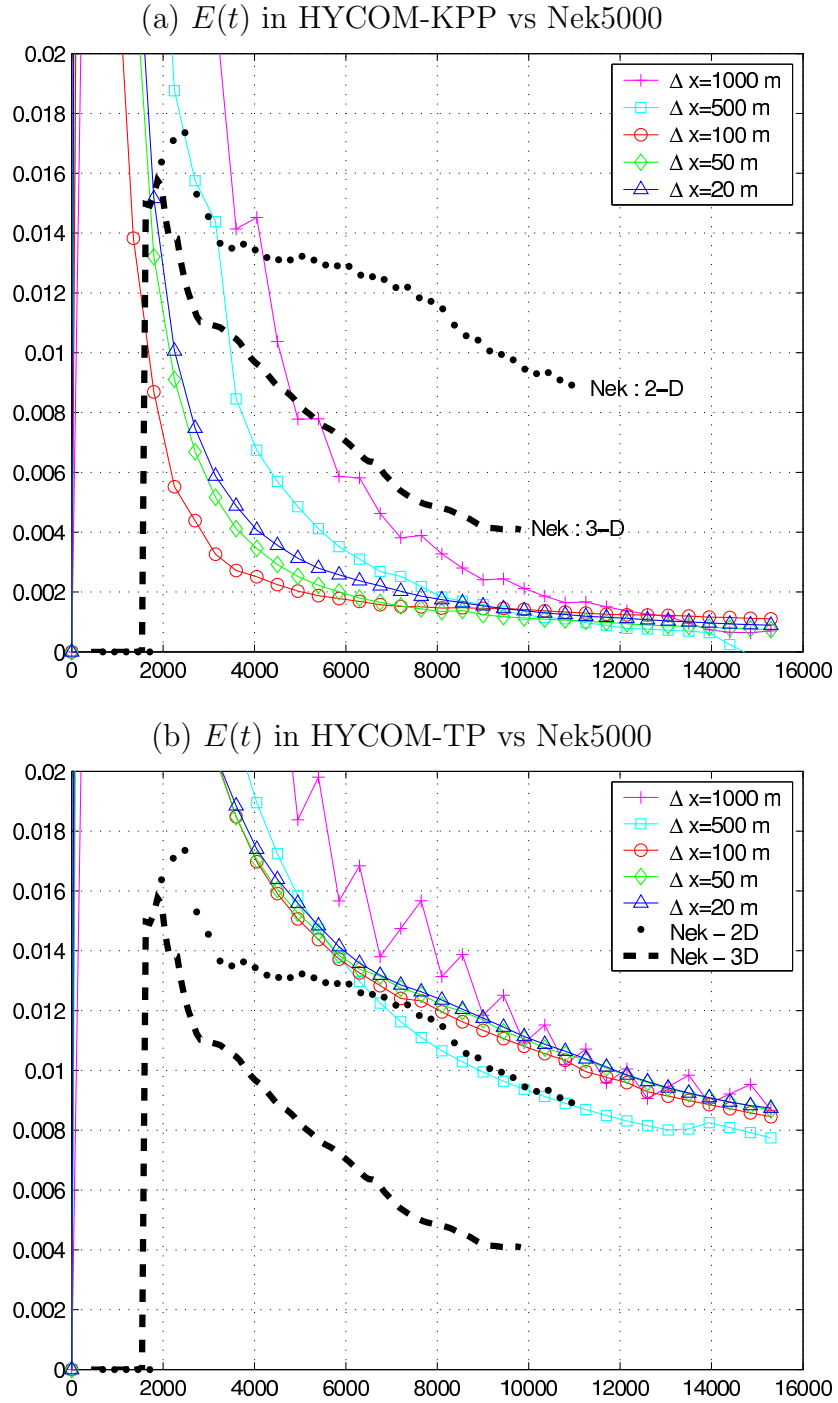 (a) E(t) in HYCOM-KPP vs Nek5000
0.02
0.018
0.016
0.014
0.012
0.01
0.008
0.006
0.004
0.002
0
Δ x=1000 m
Δ x=500 m
Δ x=100 m
Δ x=50 m
Δ x=20 m
Nek : 2−D
Nek : 3−D
0 2000 4000 6000 8000 10000 12000 14000 16000
(b) E(t) in HYCOM-TP vs Nek5000
0.02
0.018
0.016
0.014
0.012
0.01
0.008
0.006
0.004
0.002
0
Δ x=1000 m
Δ x=500 m
Δ x=100 m
Δ x=50 m
Δ x=20 m
Nek − 2D
Nek − 3D
0 2000 4000 6000 8000 10000 12000 14000 16000